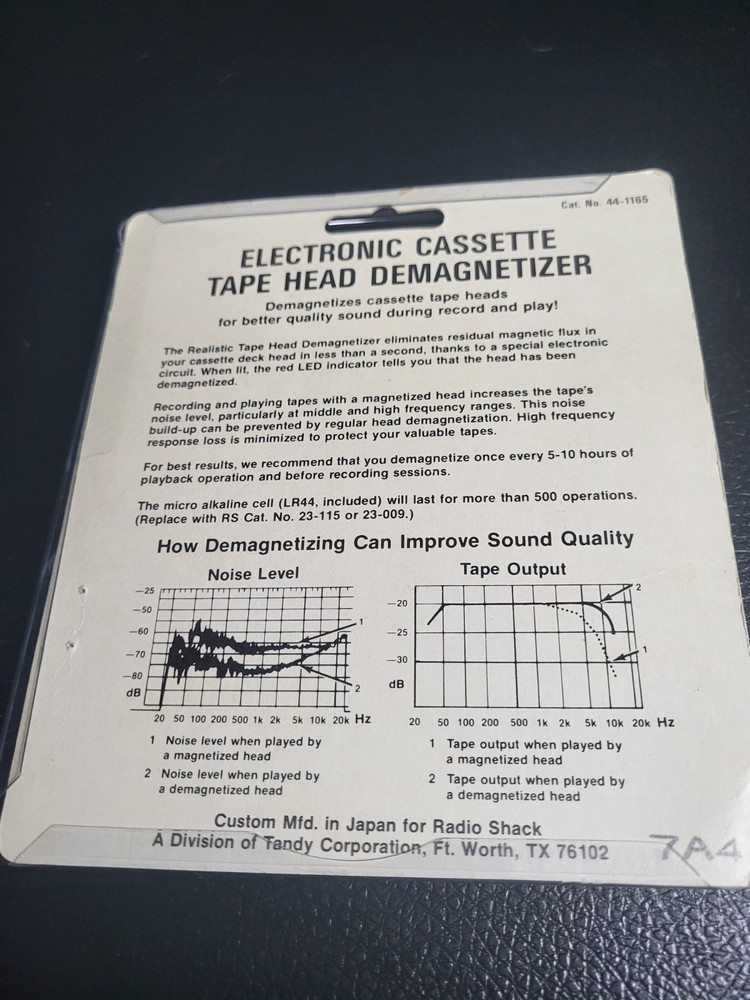 Cat. No. 44-1165
ELECTRONIC CASSETTE
TAPE HEAD DEMAGNETIZER
Demagnetizes cassette tape heads
for better quality sound during record and play!
The Realistic Tape Head Demagnetizer eliminates residual magnetic flux in
your cassette deck head in less than a second, thanks to a special electronic
circuit. When lit, the red LED indicator tells you that the head has been
demagnetized.
Recording and playing tapes with a magnetized head increases the tape's
noise level, particularly at middle and high frequency ranges. This noise
build-up can be prevented by regular head demagnetization. High frequency
response loss is minimized to protect your valuable tapes.
For best results, we recommend that you demagnetize once every 5-10 hours of
playback operation and before recording sessions.
The micro alkaline cell (LR44, included) will last for more than 500 operations.
(Replace with RS Cat. No. 23-115 or 23-009.)
How Demagnetizing Can Improve Sound Quality
Noise Level
-25
-50
-60
-70
-80
dB
1
2
20 50 100 200 500 1k 2k 5k 10k 20k Hz
1 Noise level when played by
a magnetized head
2 Noise level when played by
a demagnetized head
Tape Output
-20
-25
-30
dB
2
1
20 50 100 200 500 1k 2k 5k 10k 20k Hz
1 Tape output when played by
a magnetized head
2 Tape output when played by
a demagnetized head
Custom Mfd. in Japan for Radio Shack
A Division of Tandy Corporation, Ft. Worth, TX 76102
7A4